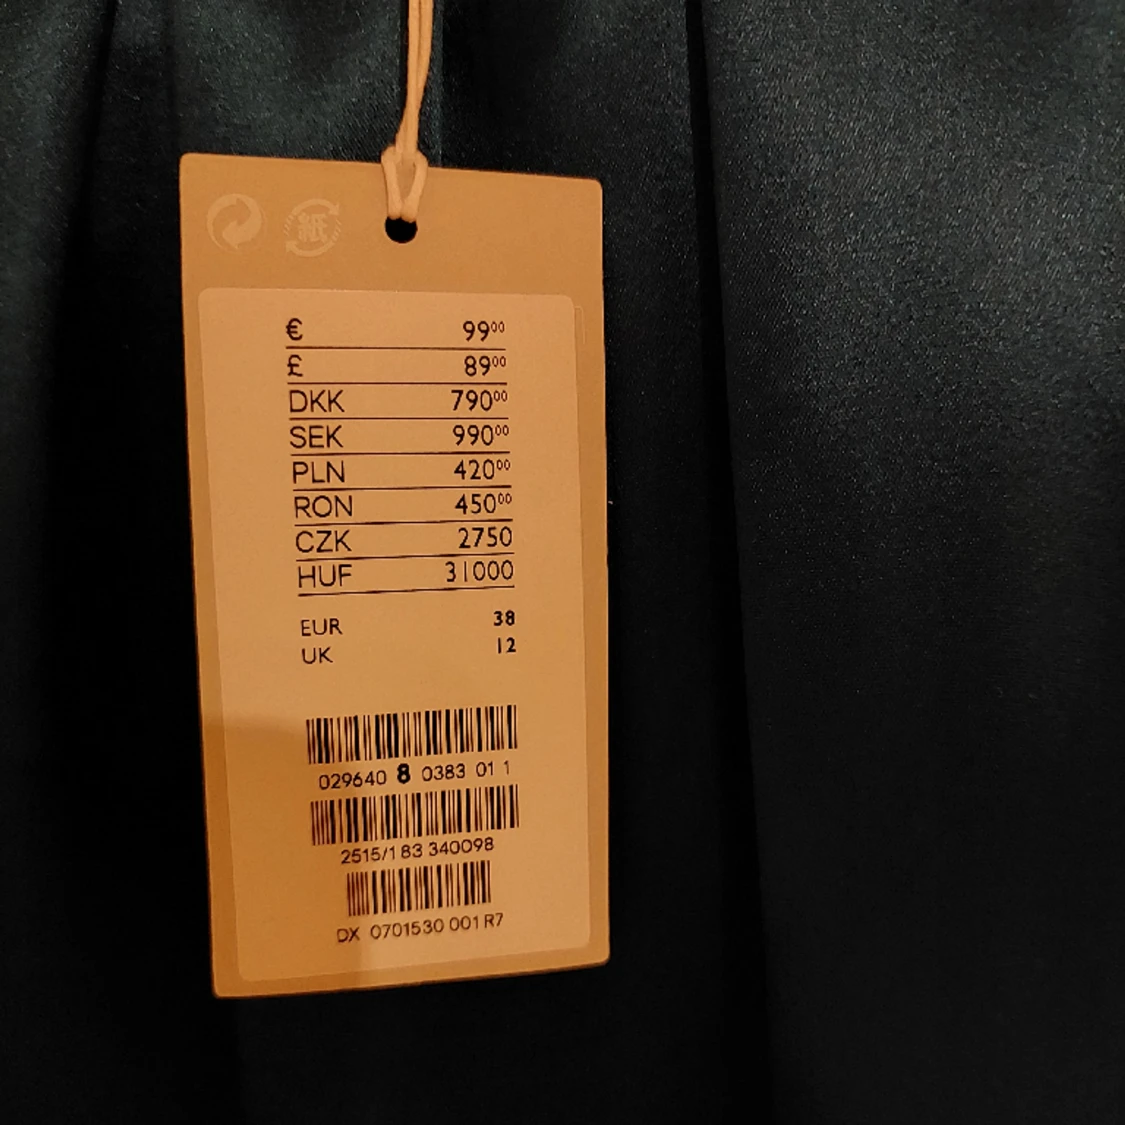 紙
€ 99⁰⁰
£ 89⁰⁰
DKK 790⁰⁰
SEK 990⁰⁰
PLN 420⁰⁰
RON 450⁰⁰
CZK 2750
HUF 31000
EUR 38
UK 12
029640 8 0383 01 1
2515/1 83 340098
DX 0701530 001 R7